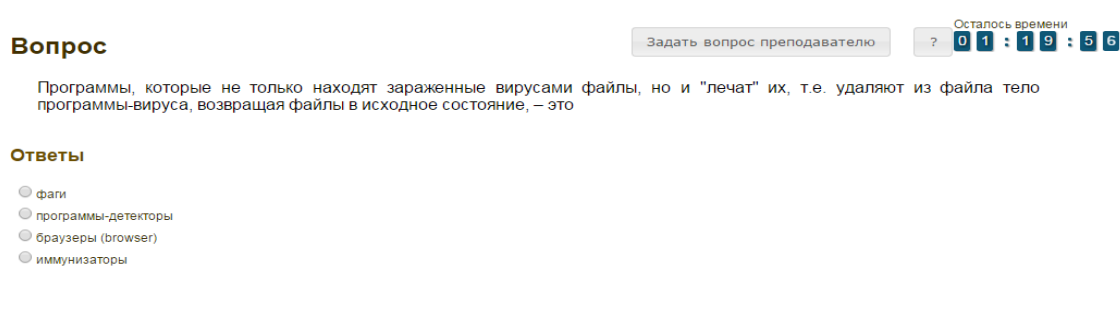 Осталось времени
Вопрос
Задать вопрос преподавателю
?
01:19:56
Программы, которые не только находят зараженные вирусами файлы, но и "лечат" их, т.е. удаляют из файла тело
программы-вируса, возвращая файлы в исходное состояние, – это
Ответы
фаги
программы-детекторы
браузеры (browser)
иммунизаторы